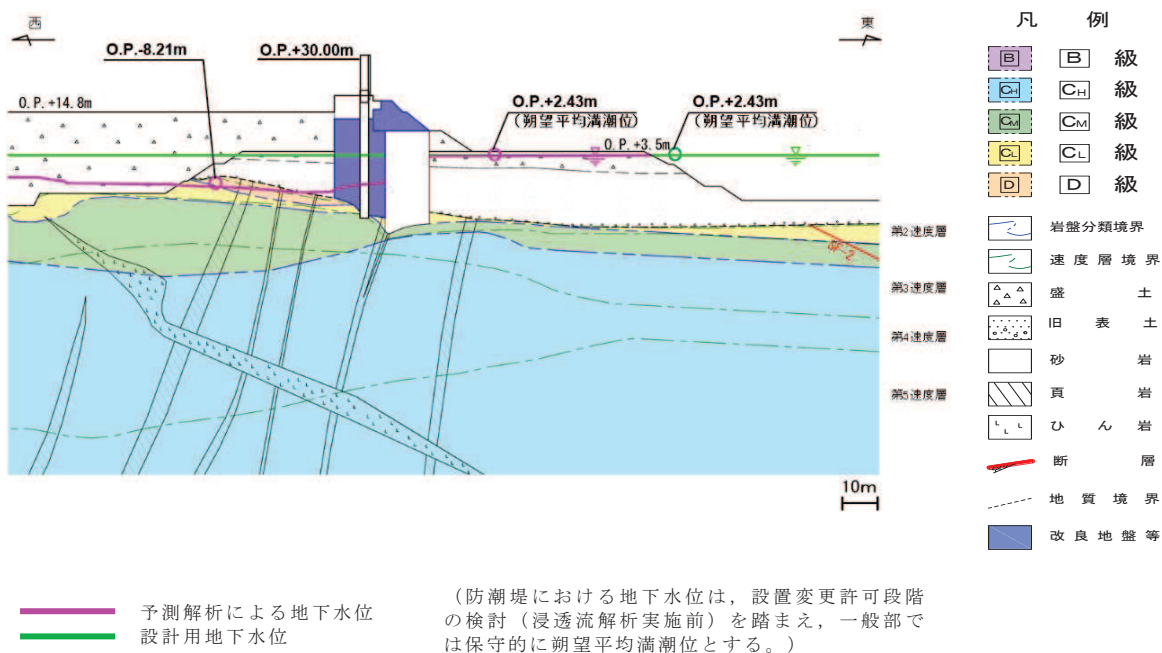 西
東
O.P.-8.21m
O.P.+30.00m
O.P.+14.8m
O.P.+2.43m
(朔望平均満潮位)
O.P.+2.43m
(朔望平均満潮位)
O.P.+3.5m
第2速度層
第3速度層
第4速度層
第5速度層
10m
凡 例
B B 級
CH CH 級
CM CM 級
CL CL 級
D D 級
岩盤分類境界
速度層境界
盛 土
旧 表 土
砂 岩
頁 岩
ひ ん 岩
断 層
地 質 境 界
改 良 地 盤 等
予測解析による地下水位
設計用地下水位
(防潮堤における地下水位は，設置変更許可段階
の検討（浸透流解析実施前）を踏まえ，一般部で
は保守的に朔望平均満潮位とする。)